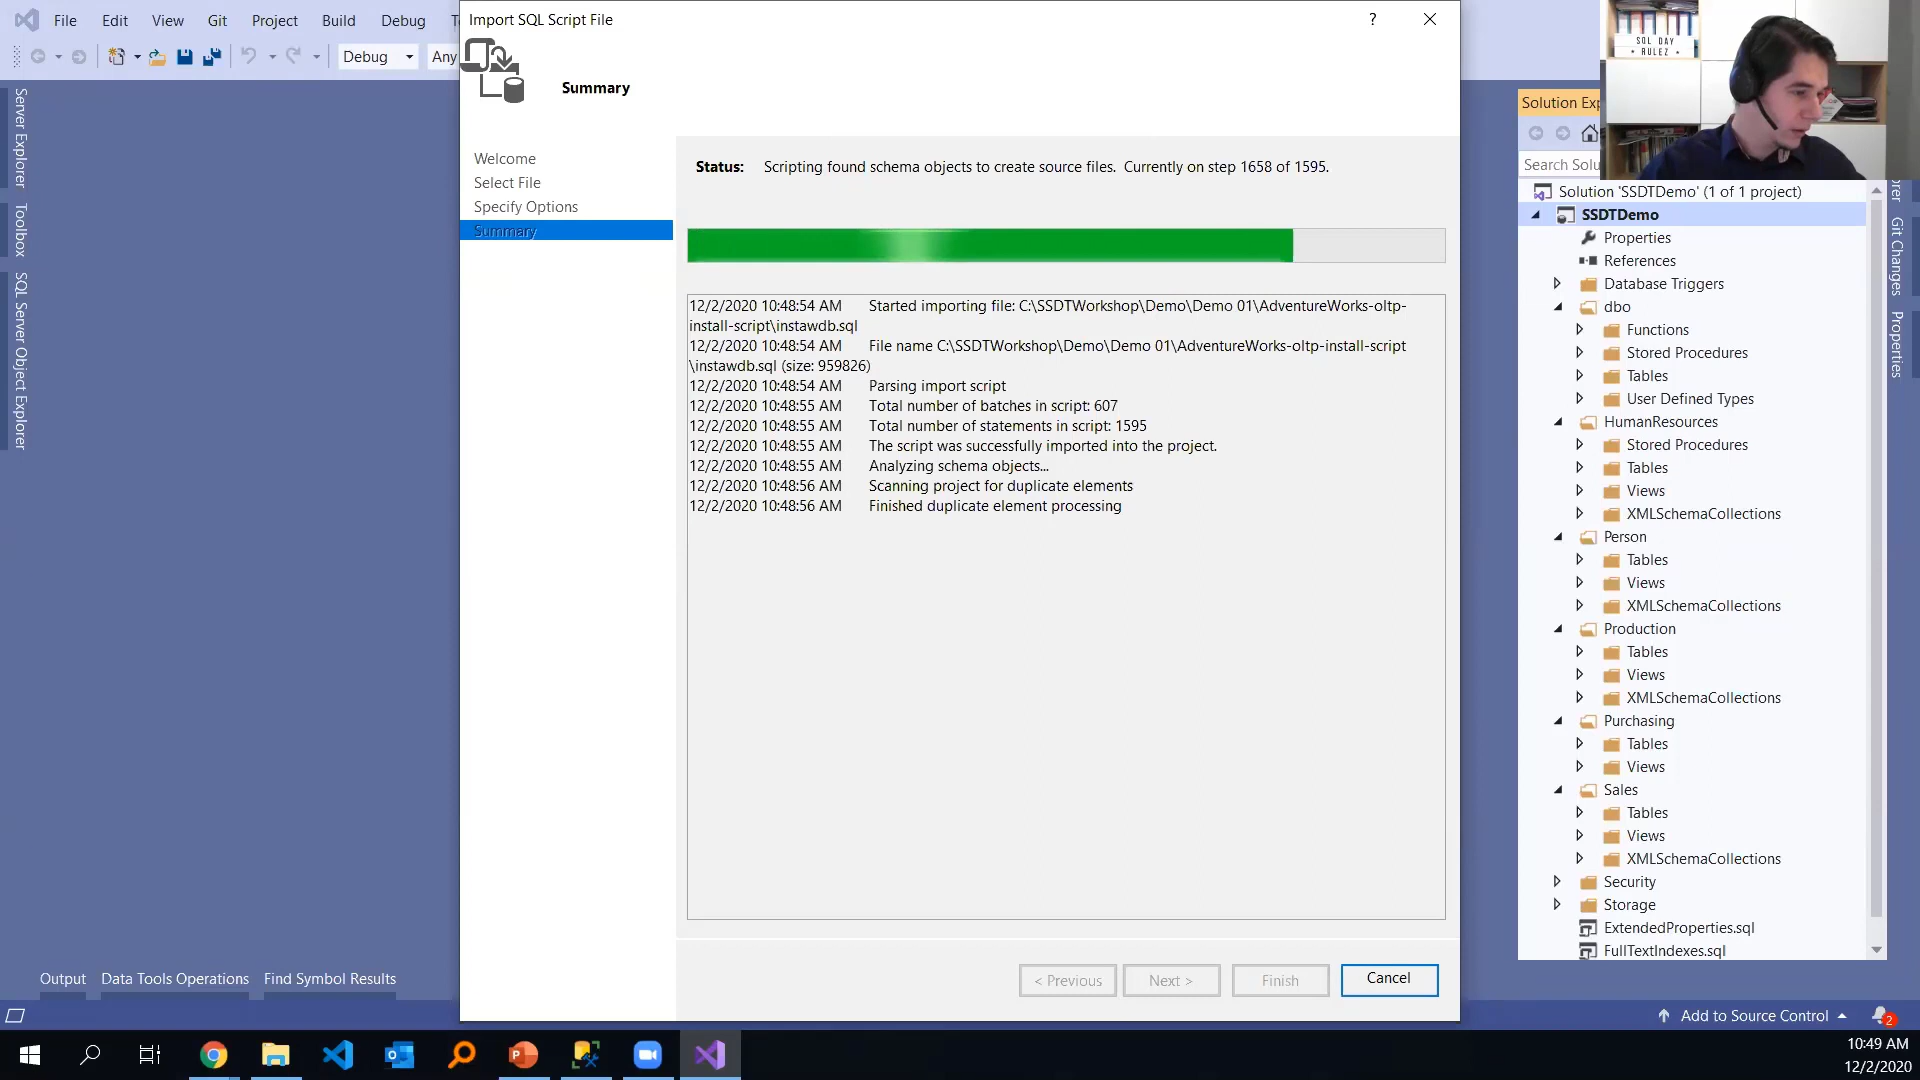 File Edit View Git Project Build Debug
Debug Any
Server Explorer
Toolbox
SQL Server Object Explorer
Import SQL Script File
?
Summary
Welcome
Select File
Specify Options
Summary
Status: Scripting found schema objects to create source files. Currently on step 1658 of 1595.
12/2/2020 10:48:54 AM Started importing file: C:\SSDTWorkshop\Demo\Demo 01\AdventureWorks-oltp-
install-script\instawdb.sql
12/2/2020 10:48:54 AM File name C:\SSDTWorkshop\Demo\Demo 01\AdventureWorks-oltp-install-script
\instawdb.sql (size: 959826)
12/2/2020 10:48:54 AM Parsing import script
12/2/2020 10:48:55 AM Total number of batches in script: 607
12/2/2020 10:48:55 AM Total number of statements in script: 1595
12/2/2020 10:48:55 AM The script was successfully imported into the project.
12/2/2020 10:48:55 AM Analyzing schema objects...
12/2/2020 10:48:56 AM Scanning project for duplicate elements
12/2/2020 10:48:56 AM Finished duplicate element processing
< Previous Next > Finish Cancel
SQL DAY
RULEZ
Solution Exp
Search Solu
Solution 'SSDTDemo' (1 of 1 project)
SSDTDemo
Properties
References
Database Triggers
dbo
Functions
Stored Procedures
Tables
User Defined Types
HumanResources
Stored Procedures
Tables
Views
XMLSchemaCollections
Person
Tables
Views
XMLSchemaCollections
Production
Tables
Views
XMLSchemaCollections
Purchasing
Tables
Views
Sales
Tables
Views
XMLSchemaCollections
Security
Storage
ExtendedProperties.sql
FullTextIndexes.sql
Git Changes
Properties
Output Data Tools Operations Find Symbol Results
Add to Source Control
2
10:49 AM
12/2/2020